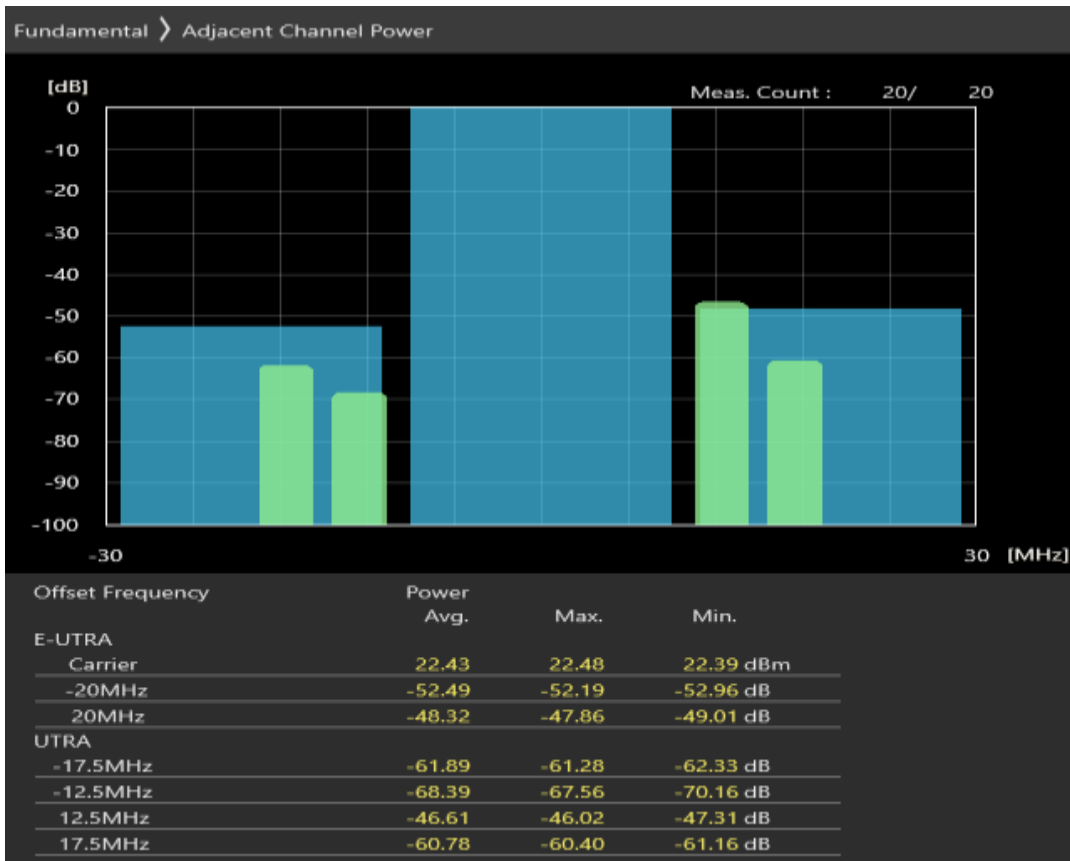 Fundamental 〉 Adjacent Channel Power
[dB]
Meas. Count : 20/ 20
0
-10
-20
-30
-40
-50
-60
-70
-80
-90
-100
-30 30 [MHz]
Offset Frequency Power
Avg. Max. Min.
E-UTRA
Carrier 22.43 22.48 22.39 dBm
-20MHz -52.49 -52.19 -52.96 dB
20MHz -48.32 -47.86 -49.01 dB
UTRA
-17.5MHz -61.89 -61.28 -62.33 dB
-12.5MHz -68.39 -67.56 -70.16 dB
12.5MHz -46.61 -46.02 -47.31 dB
17.5MHz -60.78 -60.40 -61.16 dB